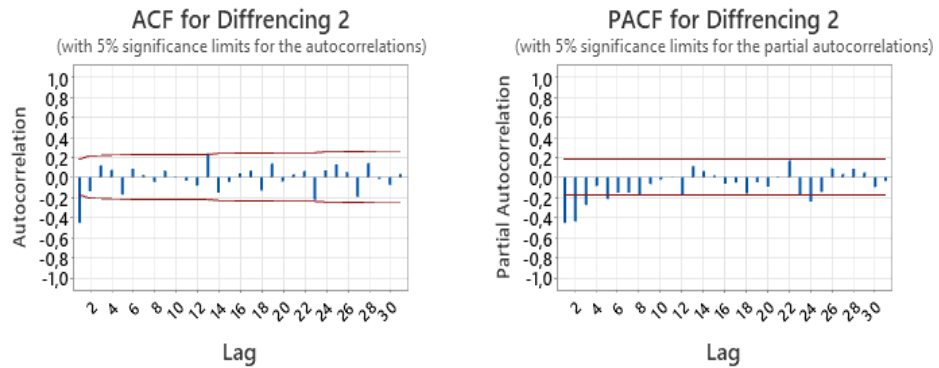 ACF for Diffrencing 2
(with 5% significance limits for the autocorrelations)
Autocorrelation
1,0
0,8
0,6
0,4
0,2
0,0
-0,2
-0,4
-0,6
-0,8
-1,0
2 4 6 8 10 12 14 16 18 20 22 24 26 28 30
Lag
PACF for Diffrencing 2
(with 5% significance limits for the partial autocorrelations)
Partial Autocorrelation
1,0
0,8
0,6
0,4
0,2
0,0
-0,2
-0,4
-0,6
-0,8
-1,0
2 4 6 8 10 12 14 16 18 20 22 24 26 28 30
Lag